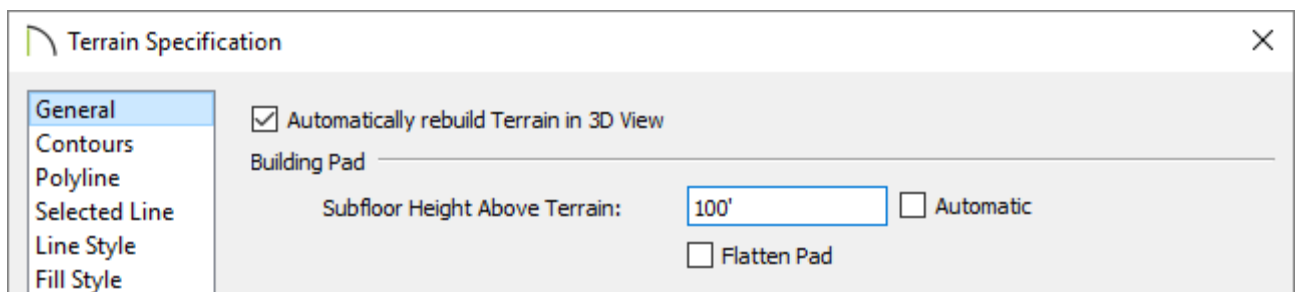 Terrain Specification
General
Contours
Polyline
Selected Line
Line Style
Fill Style
Automatically rebuild Terrain in 3D View
Building Pad
Subfloor Height Above Terrain: 100' Automatic
Flatten Pad